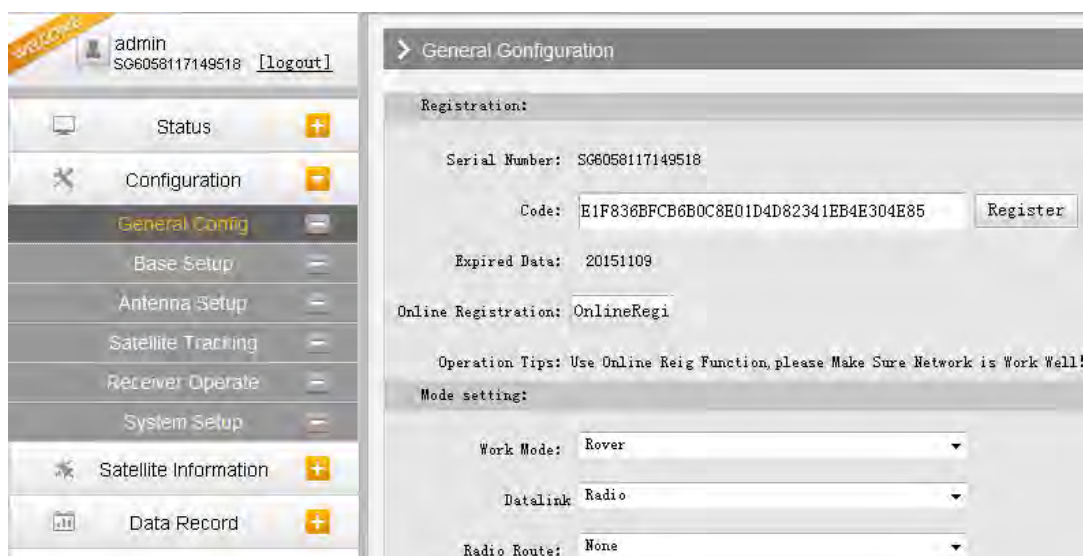 welcome
admin
SG6058117149518 [logout]
Status
Configuration
General Config
Base Setup
Antenna Setup
Satellite Tracking
Receiver Operate
System Setup
Satellite Information
Data Record
General Gonfiguration
Registration:
Serial Number: SG6058117149518
Code: E1F836BFCB6B0C8E01D4D82341EB4E304E85 Register
Expired Data: 20151109
Online Registration: OnlineRegi
Operation Tips: Use Online Reig Function,please Make Sure Network is Work Well!
Mode setting:
Work Mode: Rover
Datalink Radio
Radio Route: None